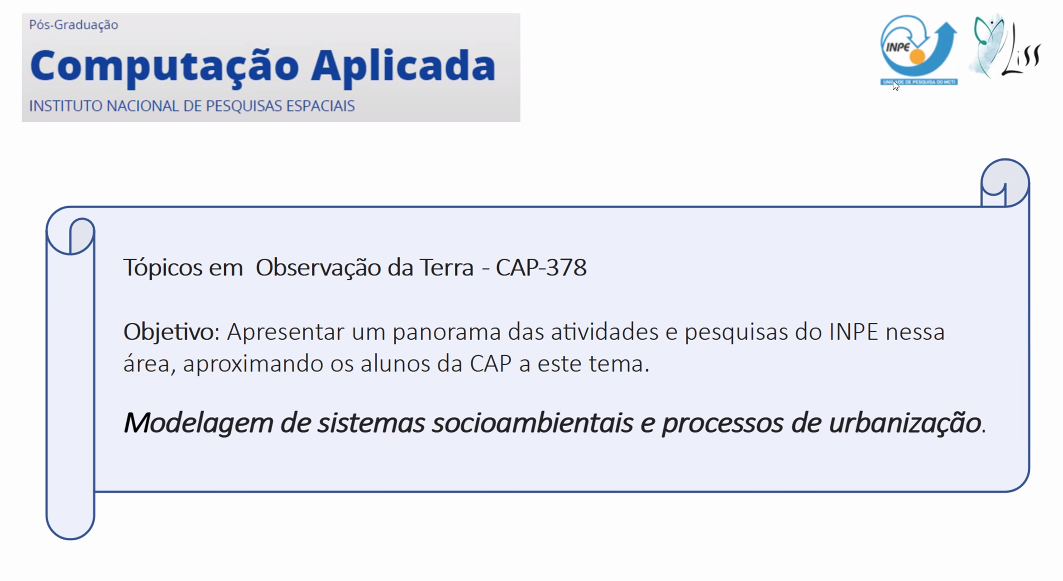 Pós-Graduação
Computação Aplicada
INSTITUTO NACIONAL DE PESQUISAS ESPACIAIS
INPE
UNIDADE DE PESQUISA DO MCTI
Liss
Tópicos em Observação da Terra - CAP-378
Objetivo: Apresentar um panorama das atividades e pesquisas do INPE nessa
área, aproximando os alunos da CAP a este tema.
Modelagem de sistemas socioambientais e processos de urbanização.